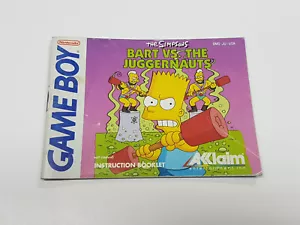 Nintendo
GAME BOY
The Simpsons
BART VS. THE
JUGGERNAUTS
INSTRUCTION BOOKLET
Acclaim